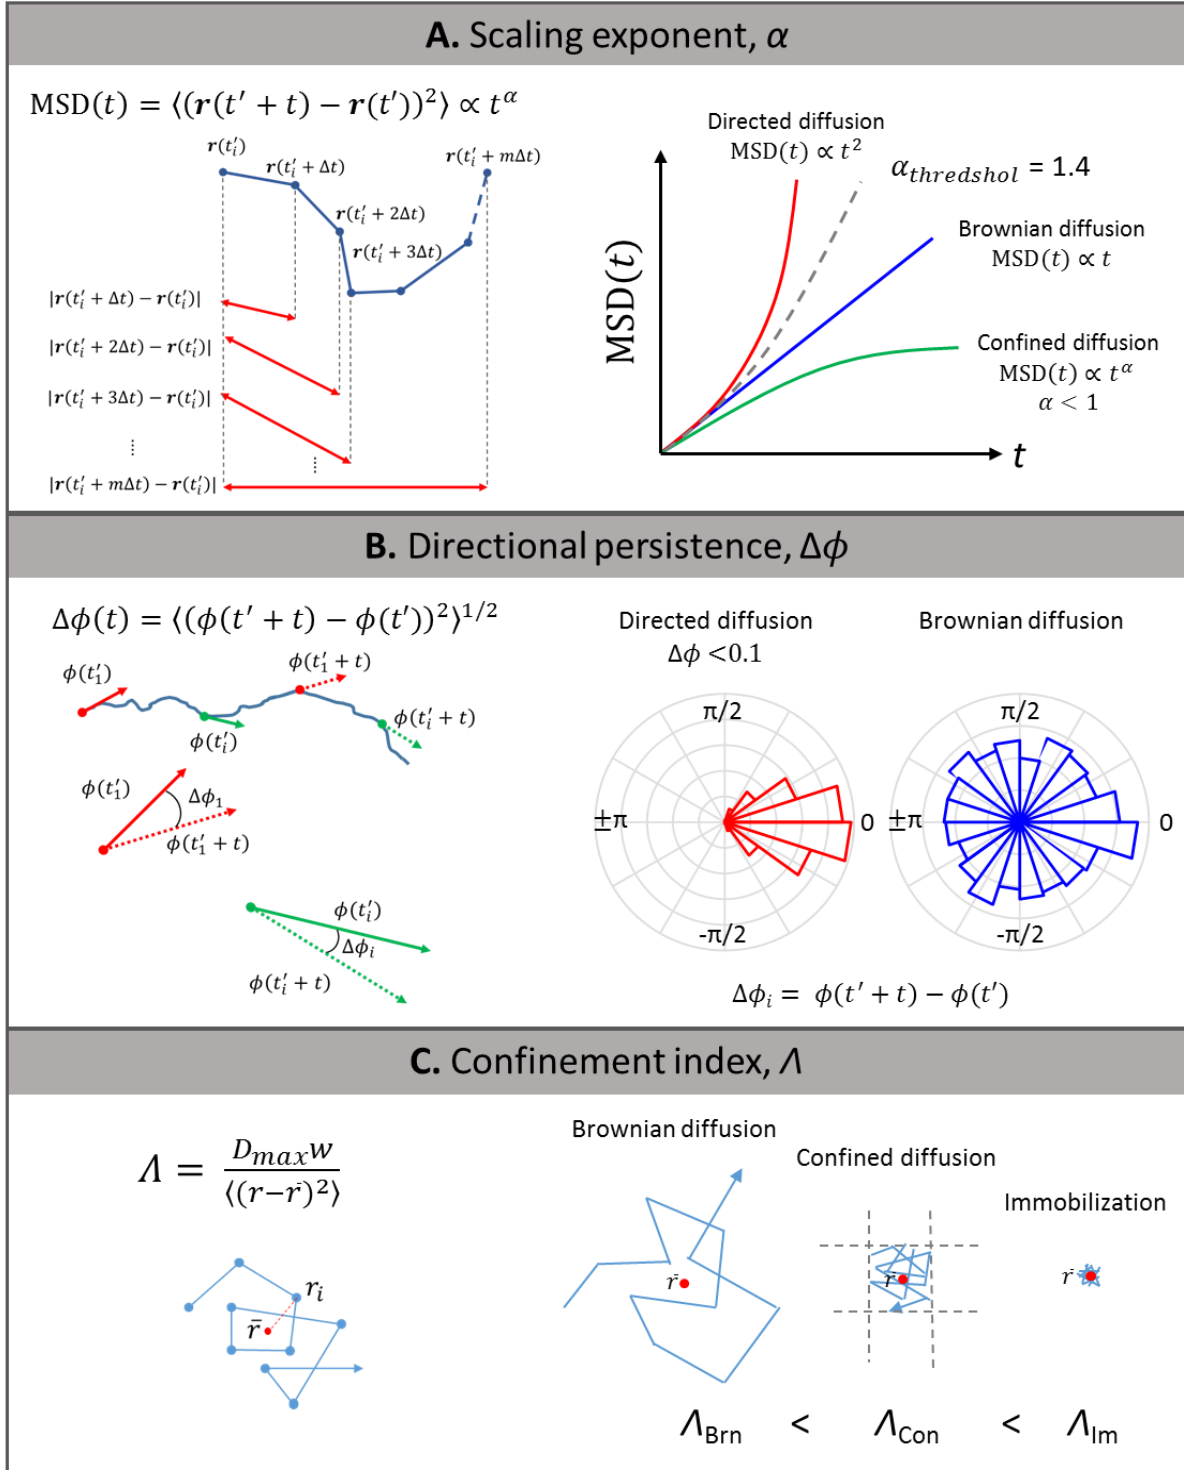 A. Scaling exponent, α
MSD(t) = ⟨(r(t′ + t) − r(t′))²⟩ ∝ t^α
r(t′ᵢ)
r(t′ᵢ + Δt)
r(t′ᵢ + mΔt)
r(t′ᵢ + 2Δt)
r(t′ᵢ + 3Δt)
|r(t′ᵢ + Δt) − r(t′ᵢ)|
|r(t′ᵢ + 2Δt) − r(t′ᵢ)|
|r(t′ᵢ + 3Δt) − r(t′ᵢ)|
⋮
⋮
|r(t′ᵢ + mΔt) − r(t′ᵢ)|
Directed diffusion
MSD(t) ∝ t²
α_thredshol = 1.4
Brownian diffusion
MSD(t) ∝ t
Confined diffusion
MSD(t) ∝ t^α
α < 1
MSD(t)
t
B. Directional persistence, Δϕ
Δϕ(t) = ⟨(ϕ(t′ + t) − ϕ(t′))²⟩^1/2
ϕ(t′₁)
ϕ(t′₁ + t)
ϕ(t′ᵢ)
ϕ(t′ᵢ + t)
ϕ(t′₁)
Δϕ₁
ϕ(t′₁ + t)
ϕ(t′ᵢ)
Δϕᵢ
ϕ(t′ᵢ + t)
Directed diffusion
Δϕ <0.1
π/2
±π
0
-π/2
Brownian diffusion
π/2
±π
0
-π/2
Δϕᵢ = ϕ(t′ + t) − ϕ(t′)
C. Confinement index, Λ
Λ = D_max w / ⟨(r−r̄)²⟩
rᵢ
r̄
Brownian diffusion
r̄
Confined diffusion
r̄
Immobilization
r̄
Λ_Brn < Λ_Con < Λ_Im